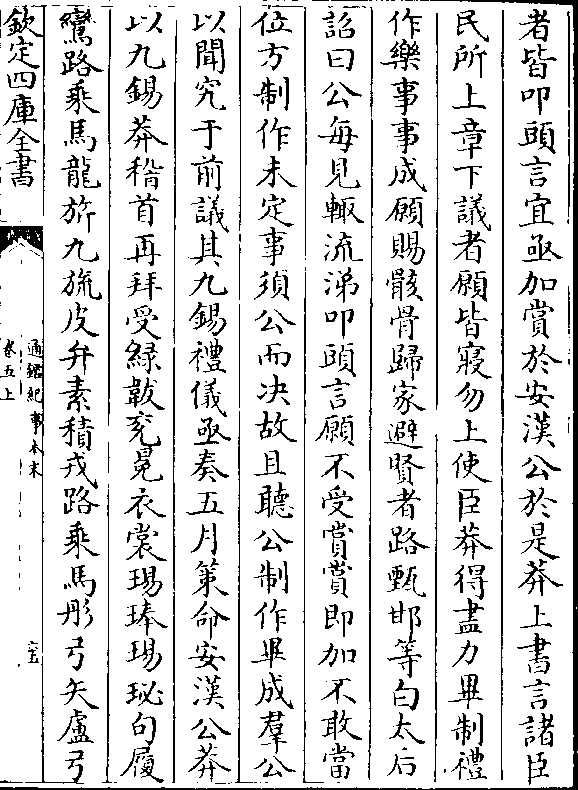 者皆叩頭言宜亟加賞於安漢公於是莽上書言諸臣
民所上章下議者願皆寢勿上使臣莽得盡力畢制禮
作樂事事成願賜骸骨歸家避賢者路甄邯等白太后
詔曰公每見輒流涕叩頭言願不受賞賞即加不敢當
位方制作未定事須公而决故且聽公制作畢成羣公
以聞究于前議其九錫禮儀亟奏五月策命安漢公莽
以九錫莽稽首再拜受緑韍兖冕衣裳瑒琫瑒珌句履
鸞路乘馬龍旂九旒皮弁素積戎路乘馬彤弓矢盧弓
欽定四庫全書
通鑑紀事本末
卷五上